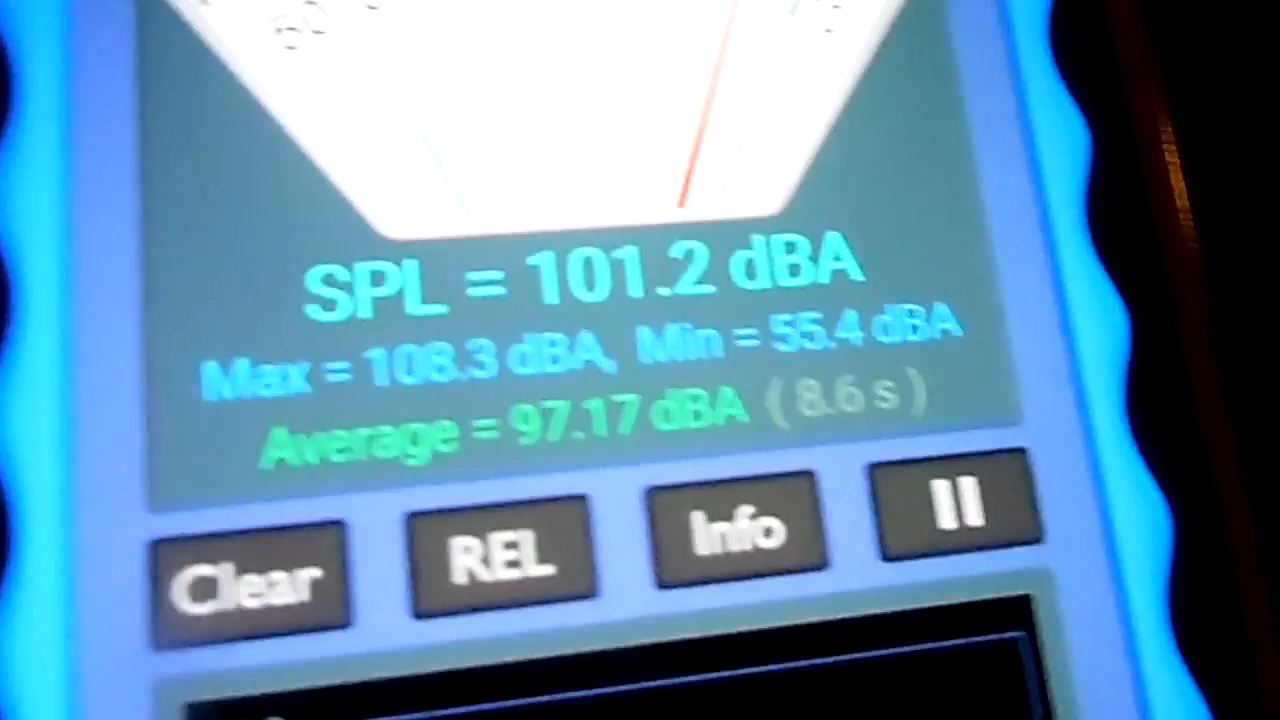 SPL = 101.2 dBA
Max = 108.3 dBA, Min = 55.4 dBA
Average = 97.17 dBA ( 8.6 s )
Clear REL Info